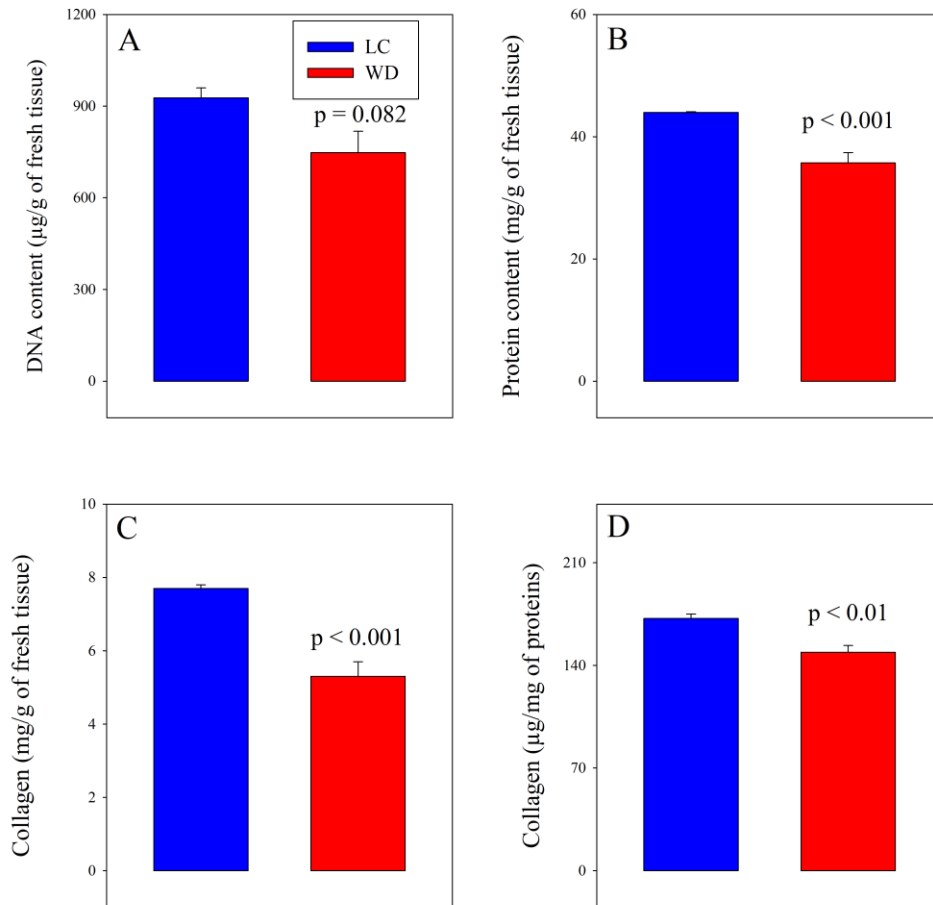 A
LC
WD
p = 0.082
DNA content (µg/g of fresh tissue)
1200
900
600
300
0
B
p < 0.001
Protein content (mg/g of fresh tissue)
60
40
20
0
C
p < 0.001
Collagen (mg/g of fresh tissue)
10
8
6
4
2
0
D
p < 0.01
Collagen (µg/mg of proteins)
210
140
70
0